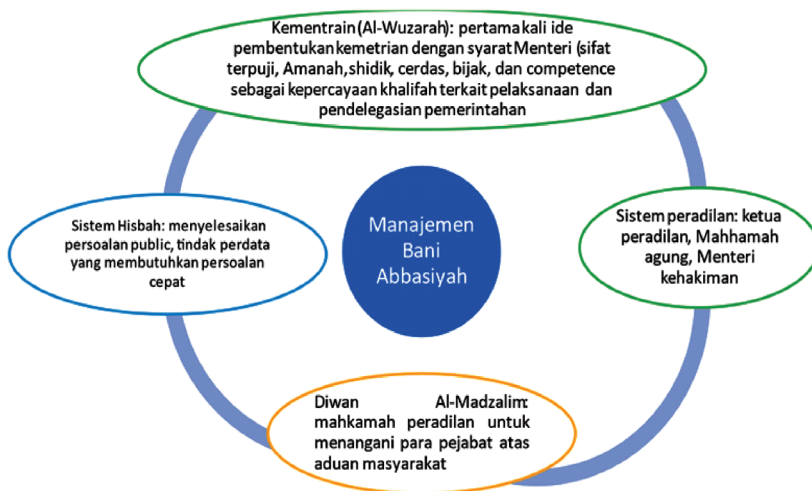 Kementrain (Al-Wuzarah): pertama kali ide
pembentukan kemetrian dengan syarat Menteri (sifat
terpuji, Amanah, shidik, cerdas, bijak, dan competence
sebagai kepercayaan khalifah terkait pelaksanaan dan
pendelegasian pemerintahan
Sistem Hisbah: menyelesaikan
persoalan public, tindak perdata
yang membutuhkan persoalan
cepat
Manajemen
Bani
Abbasiyah
Sistem peradilan: ketua
peradilan, Mahhamah
agung, Menteri
kehakiman
Diwan Al-Madzalim:
mahkamah peradilan untuk
menangani para pejabat atas
aduan masyarakat